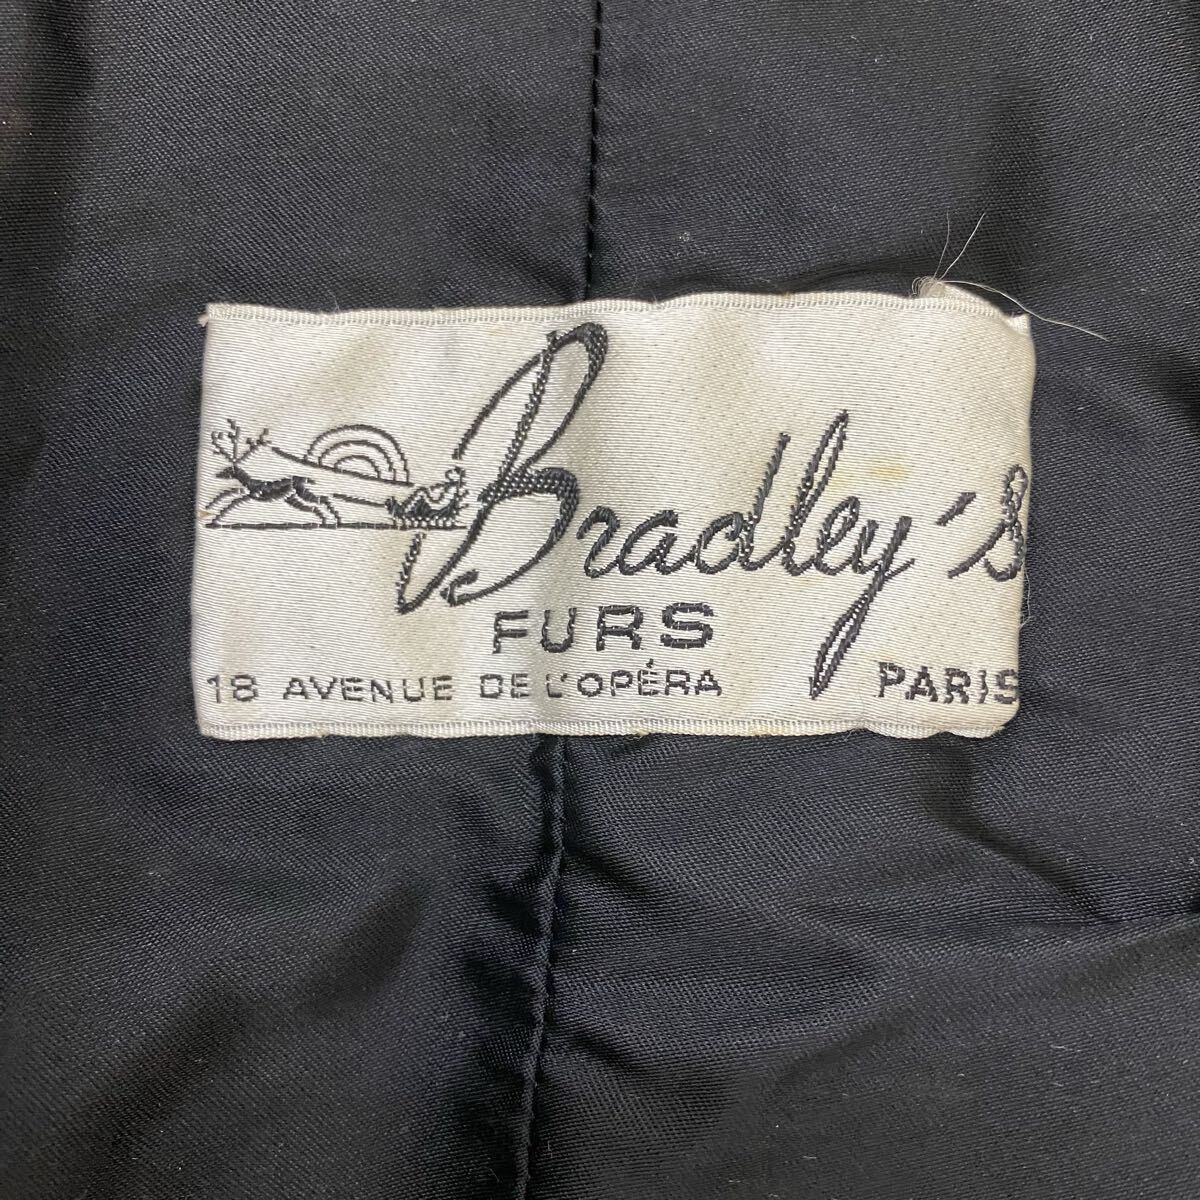 Bradley's
FURS
18 AVENUE DE L'OPÉRA PARIS